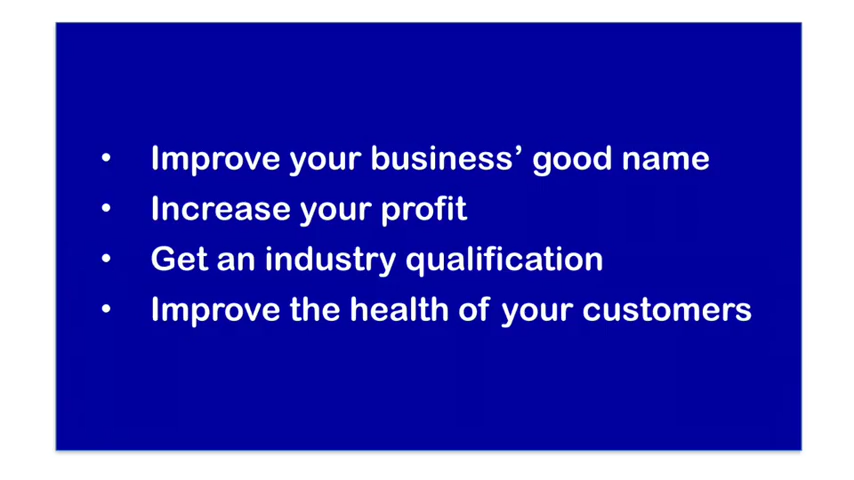 • Improve your business’ good name
• Increase your profit
• Get an industry qualification
• Improve the health of your customers